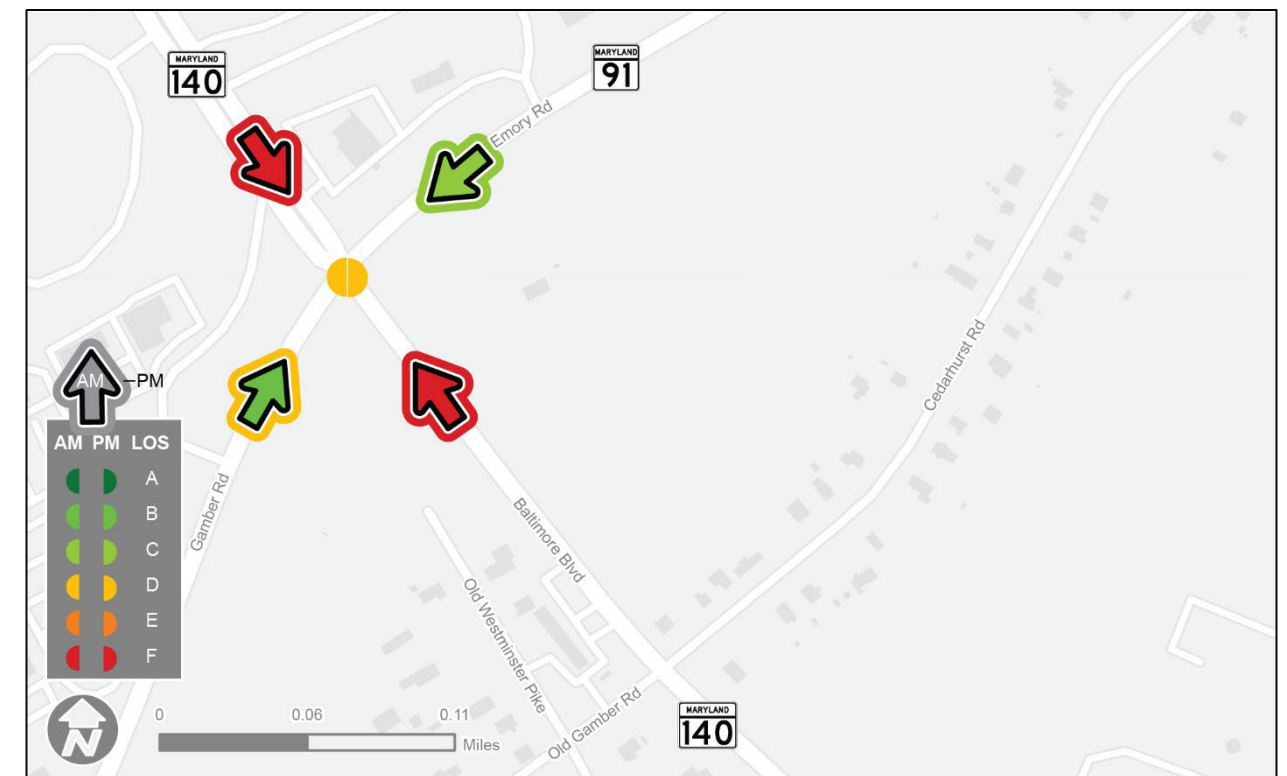 MARYLAND
140
MARYLAND
91
Emory Rd
Cedarhurst Rd
AM
PM
AM PM LOS
A
B
C
D
E
F
Gamber Rd
Baltimore Blvd
Old Westminster Pike
Old Gamber Rd
MARYLAND
140
N
0 0.06 0.11
Miles